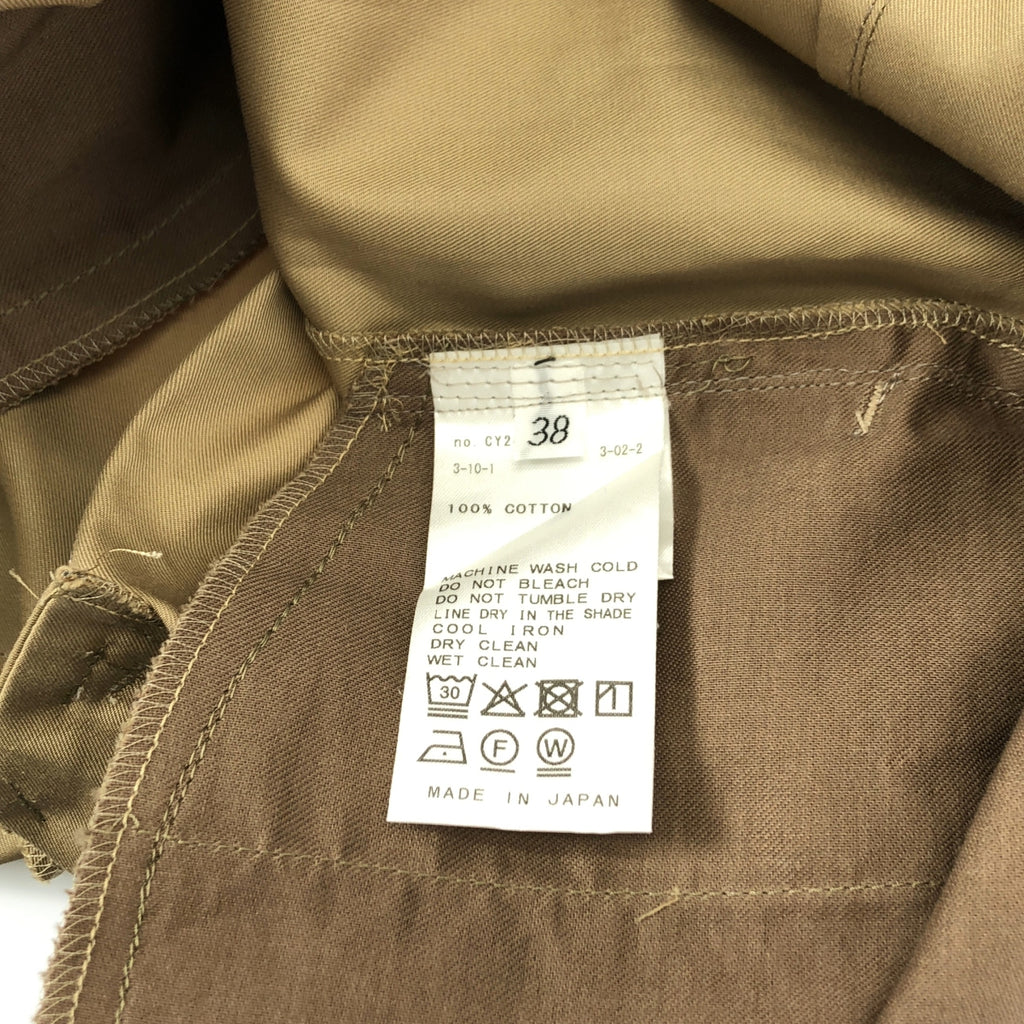 38
no. CY2
3-02-2
3-10-1
100% COTTON
MACHINE WASH COLD
DO NOT BLEACH
DO NOT TUMBLE DRY
LINE DRY IN THE SHADE
COOL IRON
DRY CLEAN
WET CLEAN
30
F W
MADE IN JAPAN